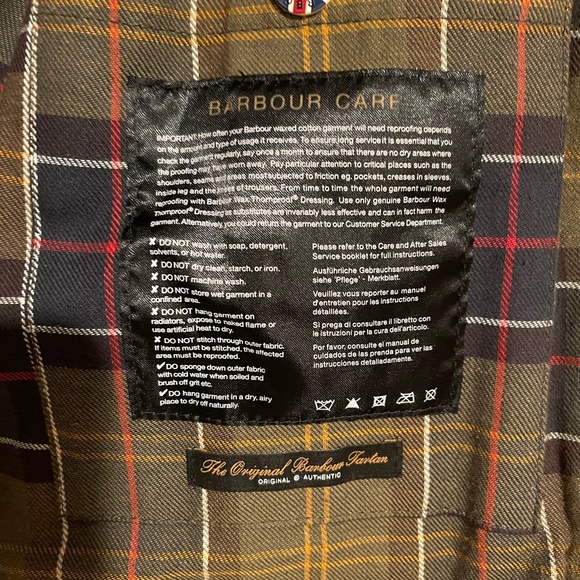 BARBOUR CARE
IMPORTANT: How often your Barbour waxed cotton garment will need reproofing depends
on the amount and type of usage it receives. To ensure long service it is essential that you
check the garment regularly, say once a month to ensure that there are no dry areas where
the proofing may have worn away. Pay particular attention to critical places such as the
shoulders, seams and areas most subjected to friction eg. pockets, creases in sleeves,
inside leg and the knees of trousers. From time to time the whole garment will need
reproofing with Barbour Wax Thornproof® Dressing. Use only genuine Barbour Wax
Thornproof® Dressing as substitutes are invariably less effective and can in fact harm the
garment. Alternatively, you could return the garment to our Customer Service Department.
✘ DO NOT wash with soap, detergent,
solvents, or hot water.
✘ DO NOT dry clean, starch, or iron.
✘ DO NOT machine wash.
✘ DO NOT store wet garment in a
confined area.
✘ DO NOT hang garment on
radiators, expose to naked flame or
use artificial heat to dry.
✘ DO NOT stitch through outer fabric.
If items must be stitched, the affected
area must be reproofed.
✔ DO sponge down outer fabric
with cold water when soiled and
brush off grit etc.
✔ DO hang garment in a dry, airy
place to dry off naturally.
Please refer to the Care and After Sales
Service booklet for full instructions.
Ausführliche Gebrauchsanweisungen
siehe 'Pflege' - Merkblatt.
Veuillez vous reporter au manuel
d'entretien pour les instructions
détaillées.
Si prega di consultare il libretto con
le istruzioni per la cura dell'articolo.
Por favor, consulte el manual de
cuidados de las prenda para ver las
instrucciones detalladamente.
The Original Barbour Tartan
ORIGINAL & AUTHENTIC